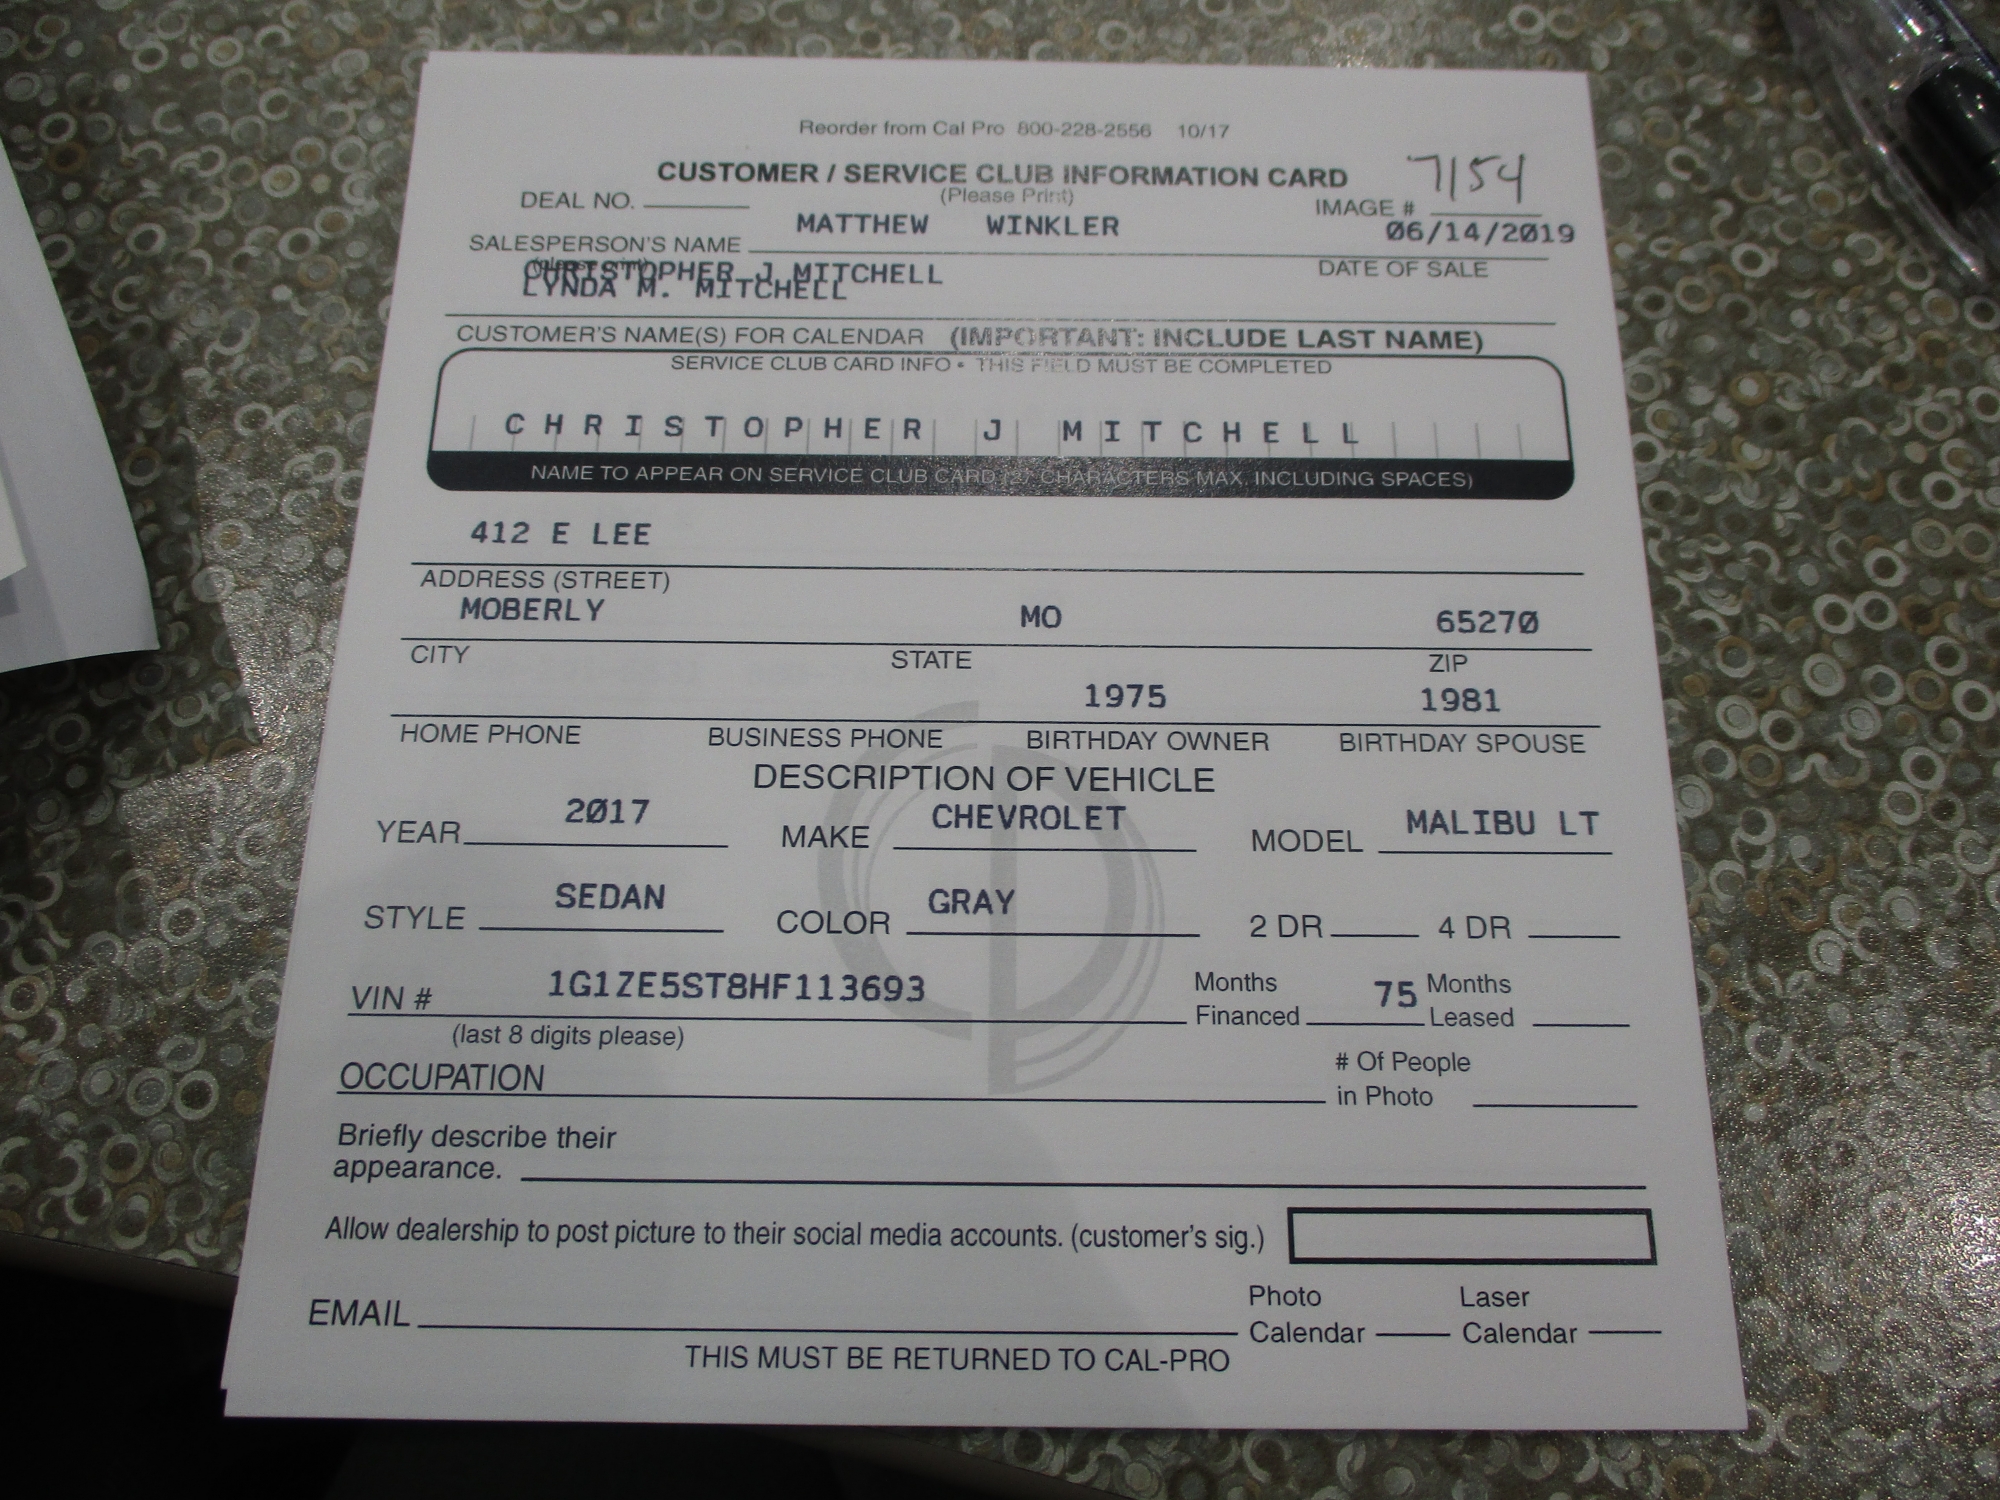 Reorder from Cal Pro 800-228-2556 10/17
CUSTOMER / SERVICE CLUB INFORMATION CARD
(Please Print)
7154
DEAL NO.
IMAGE #
MATTHEW WINKLER
06/14/2019
SALESPERSON'S NAME
(please print)
DATE OF SALE
CHRISTOPHER J MITCHELL
LYNDA M. MITCHELL
CUSTOMER'S NAME(S) FOR CALENDAR (IMPORTANT: INCLUDE LAST NAME)
SERVICE CLUB CARD INFO • THIS FIELD MUST BE COMPLETED
CHRISTOPHER J MITCHELL
NAME TO APPEAR ON SERVICE CLUB CARD CHARACTERS MAX, INCLUDING SPACES)
412 E LEE
ADDRESS (STREET)
MOBERLY MO 65270
CITY STATE ZIP
1975 1981
HOME PHONE BUSINESS PHONE BIRTHDAY OWNER BIRTHDAY SPOUSE
DESCRIPTION OF VEHICLE
YEAR 2017 MAKE CHEVROLET MODEL MALIBU LT
STYLE SEDAN COLOR GRAY 2 DR 4 DR
VIN # 1G1ZE5ST8HF113693 Months Financed 75 Months Leased
(last 8 digits please)
OCCUPATION # Of People in Photo
Briefly describe their
appearance.
Allow dealership to post picture to their social media accounts. (customer's sig.)
EMAIL Photo Calendar Laser Calendar
THIS MUST BE RETURNED TO CAL-PRO